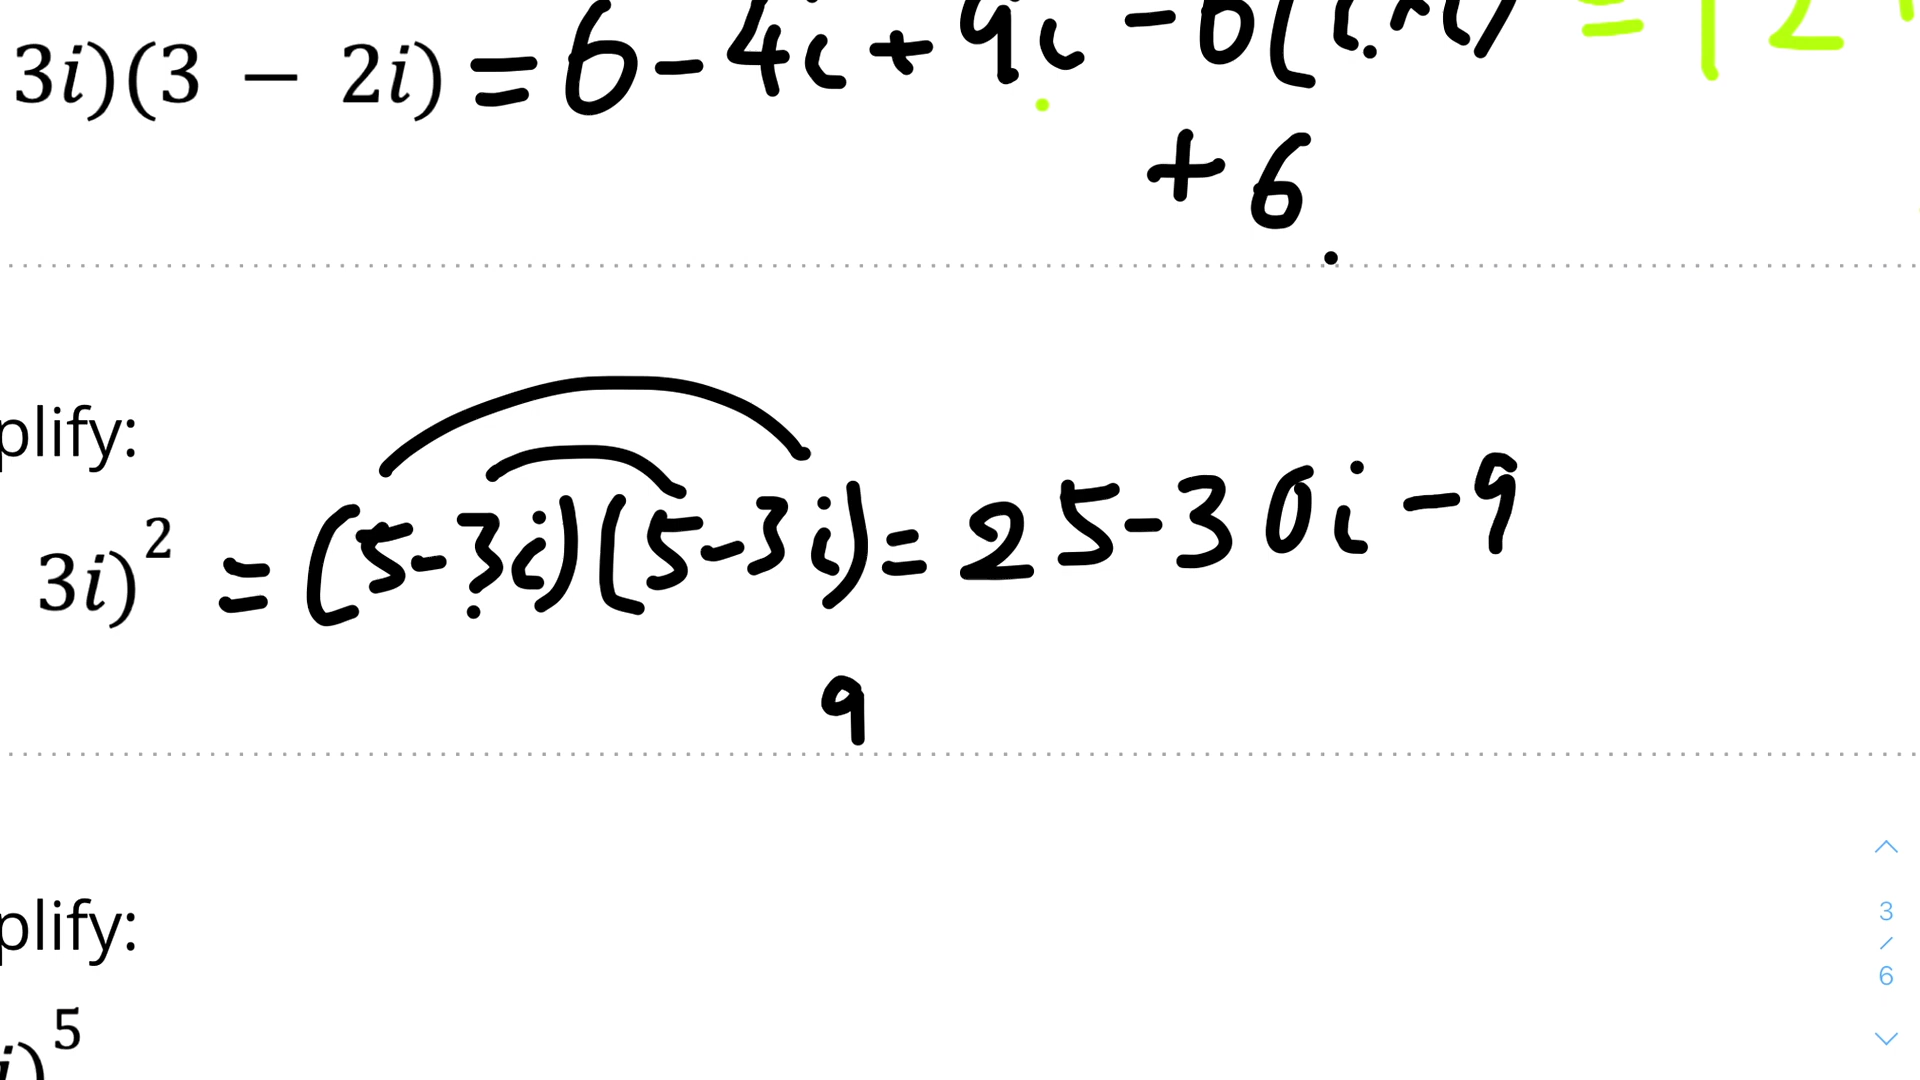 3i)(3 − 2i) = 6 - 4i + 9i - 6(i × i) = 12
+ 6
plify:
3i)² = (5-3i)(5-3i) = 25-30i-9
9
plify:
i)⁵
3
/
6